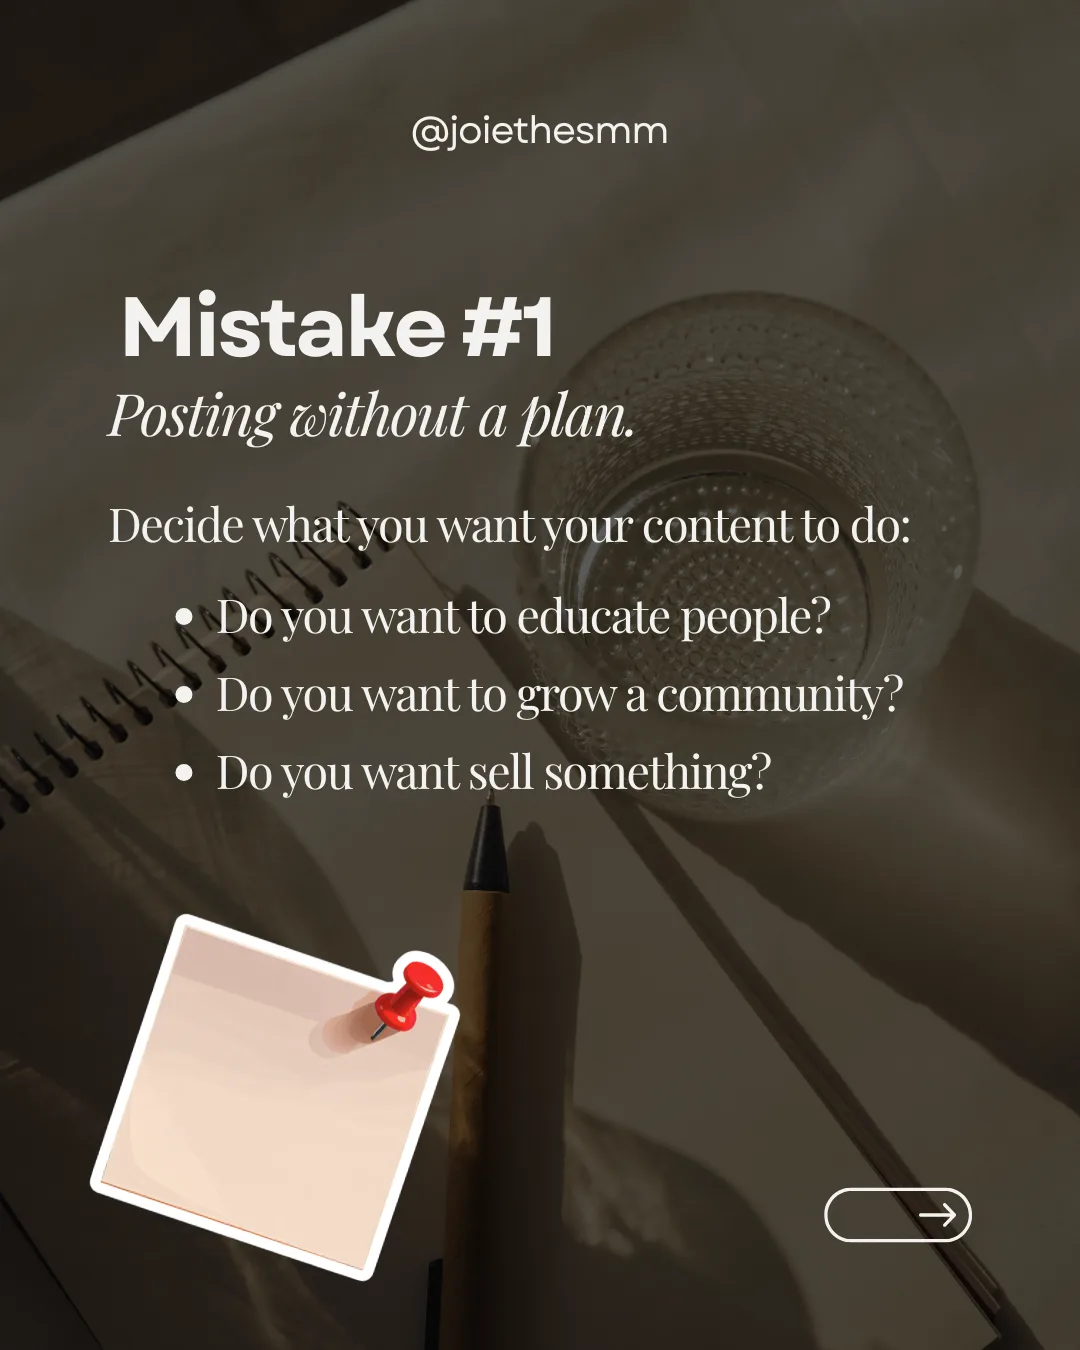 @joiethesmm
Mistake #1
Posting without a plan.
Decide what you want your content to do:
• Do you want to educate people?
• Do you want to grow a community?
• Do you want sell something?